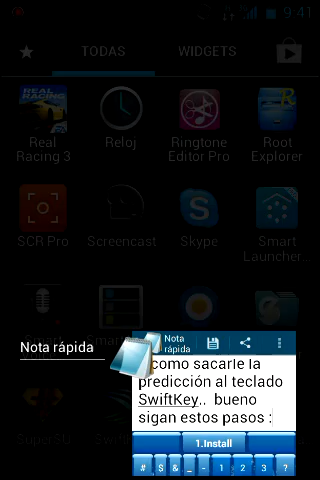 9:41
TODAS
WIDGETS
REAL
RACING
R
Real
Racing 3
Reloj
Ringtone
Editor Pro
Root
Explorer
SCR Pro
Screencast
Skype
Smart
Launcher...
Nota rápida
Nota
rápida
como sacarle la
predicción al teclado
SwiftKey.. bueno
sigan estos pasos :
1.Install
# $ & _ - 1 2 3 ?
SuperSU